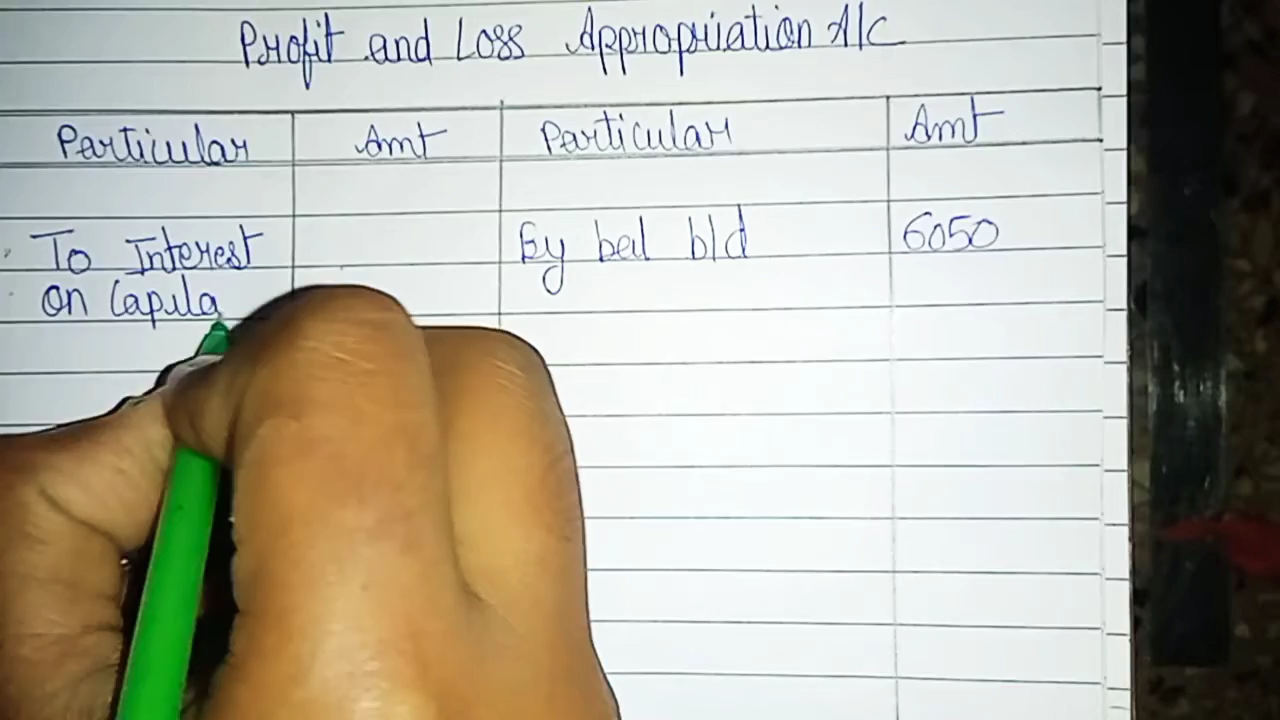 Profit and Loss Appropriation A/c
Particular Amt Particular Amt
To Interest By bal b/d 6050
on Capita